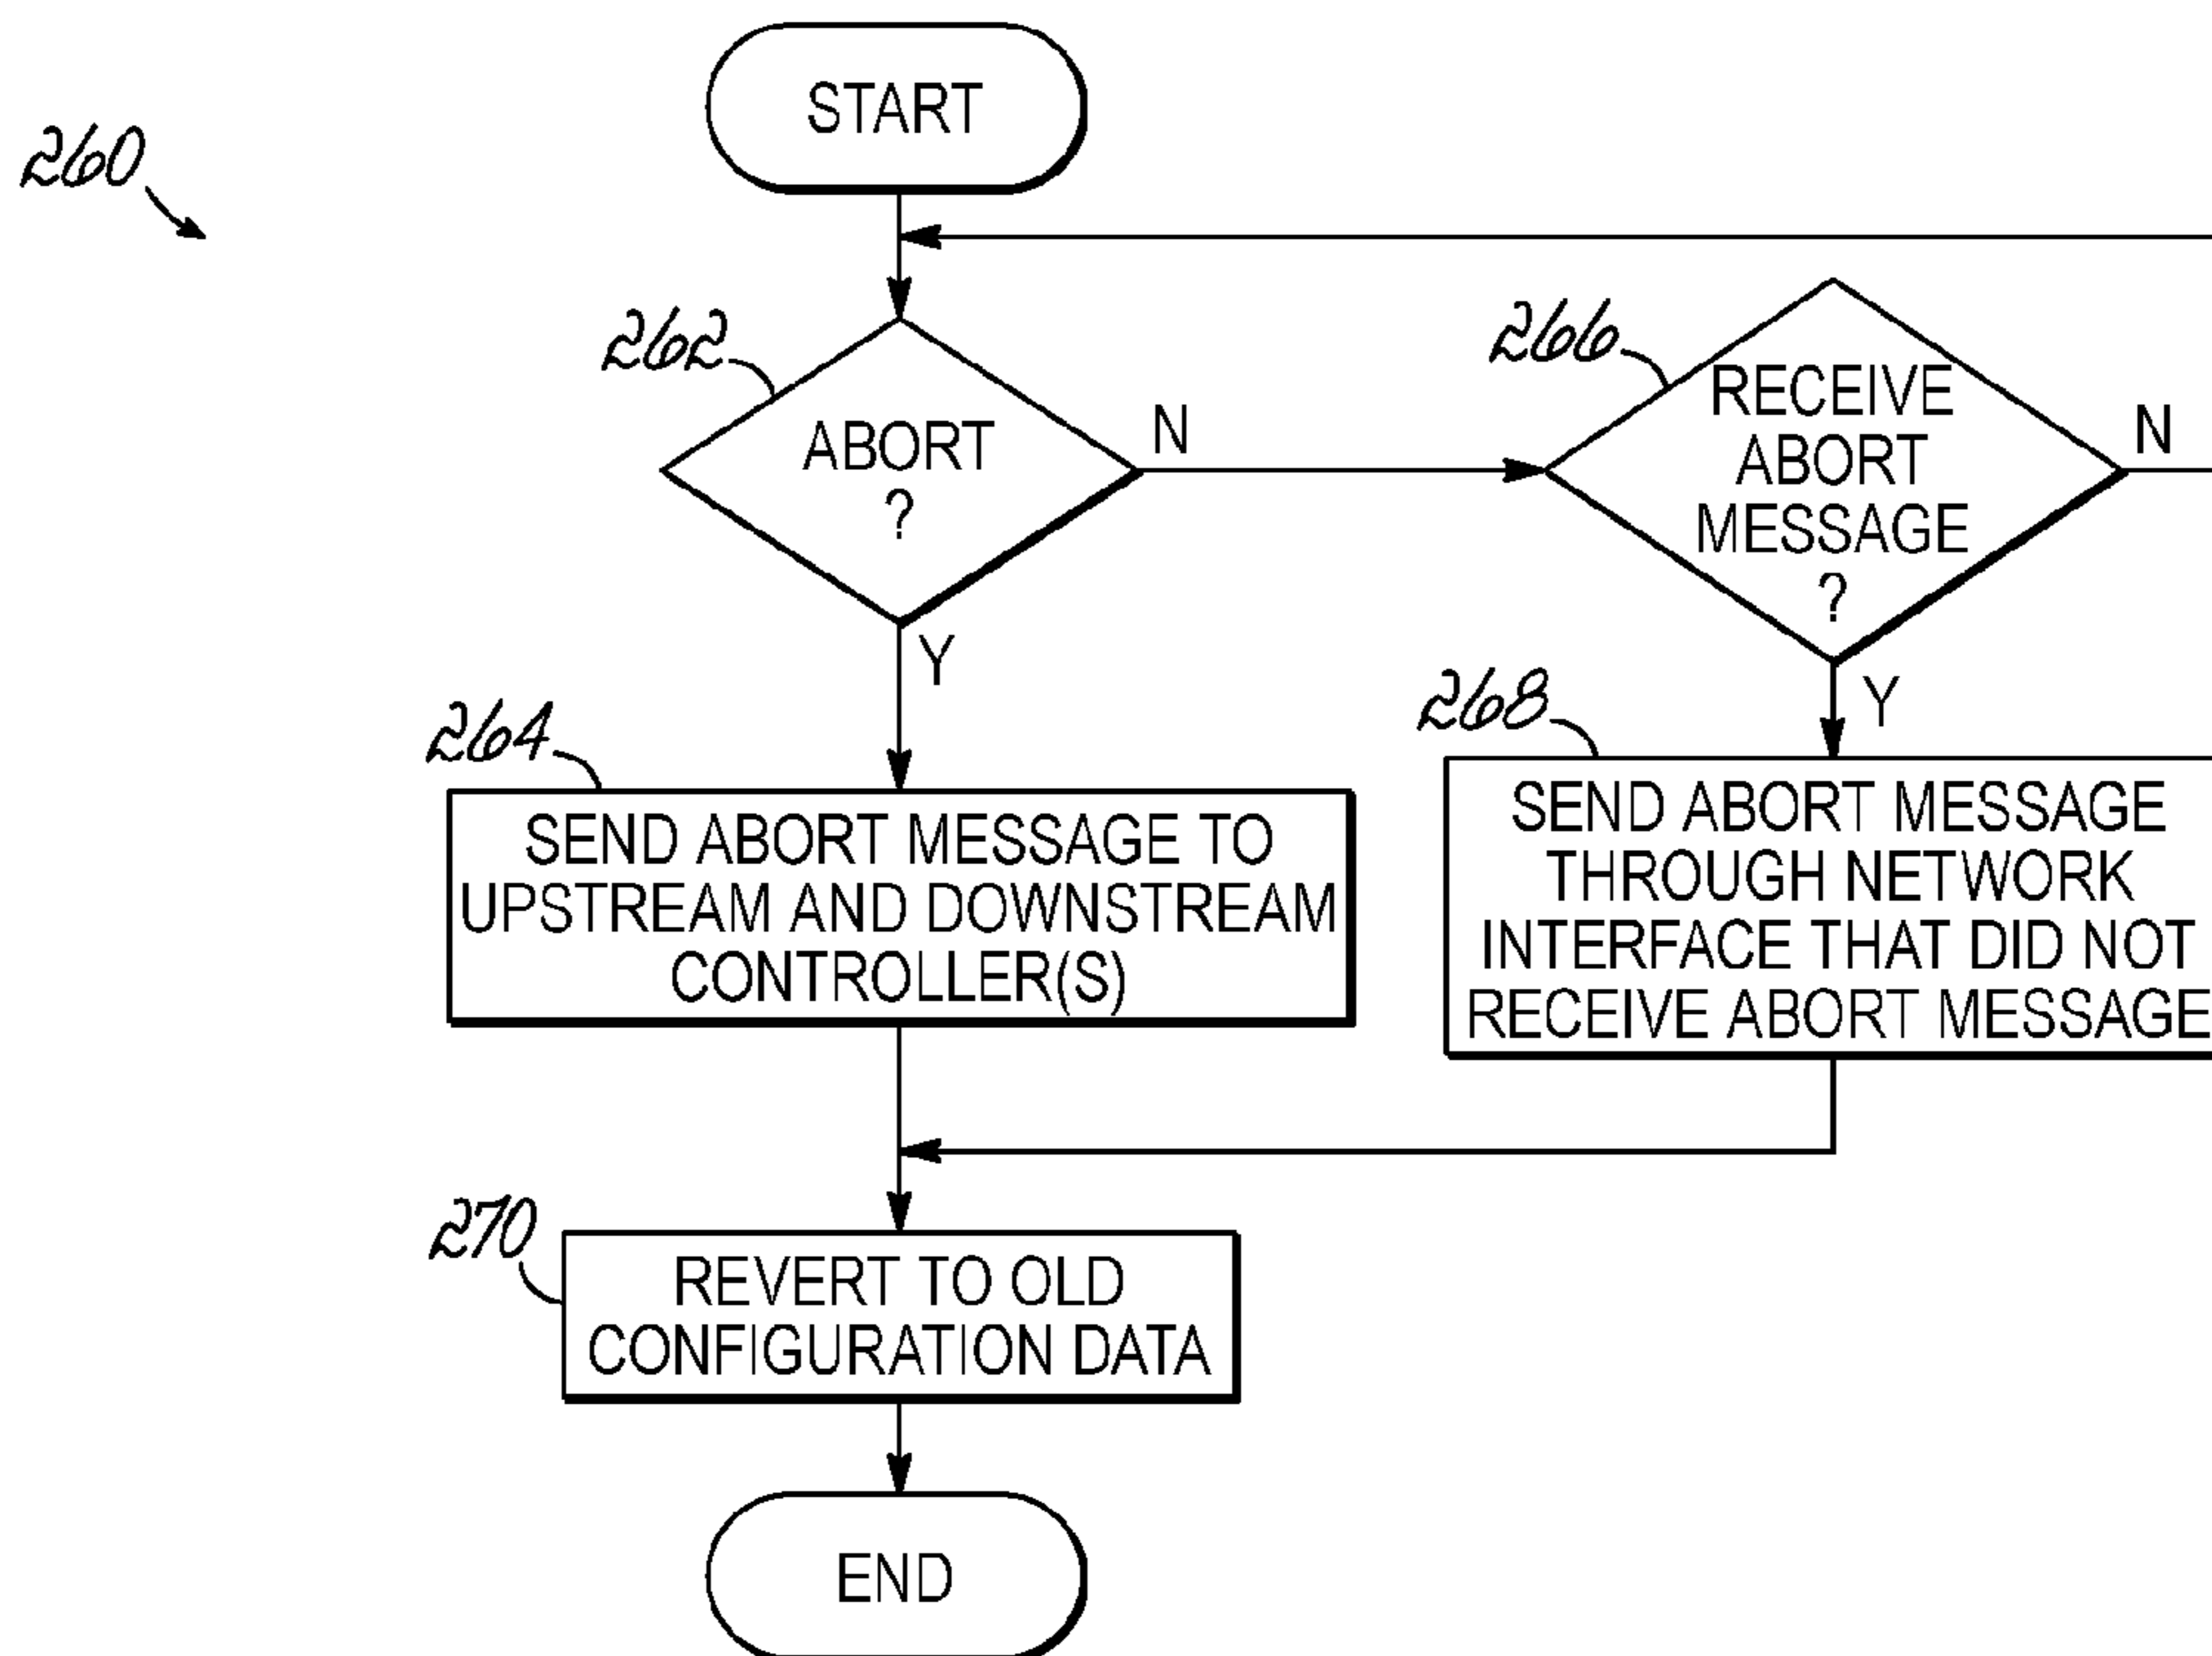 START
260
262
ABORT
?
N
Y
266
RECEIVE
ABORT
MESSAGE
?
N
Y
264
SEND ABORT MESSAGE TO
UPSTREAM AND DOWNSTREAM
CONTROLLER(S)
268
SEND ABORT MESSAGE
THROUGH NETWORK
INTERFACE THAT DID NOT
RECEIVE ABORT MESSAGE
270
REVERT TO OLD
CONFIGURATION DATA
END